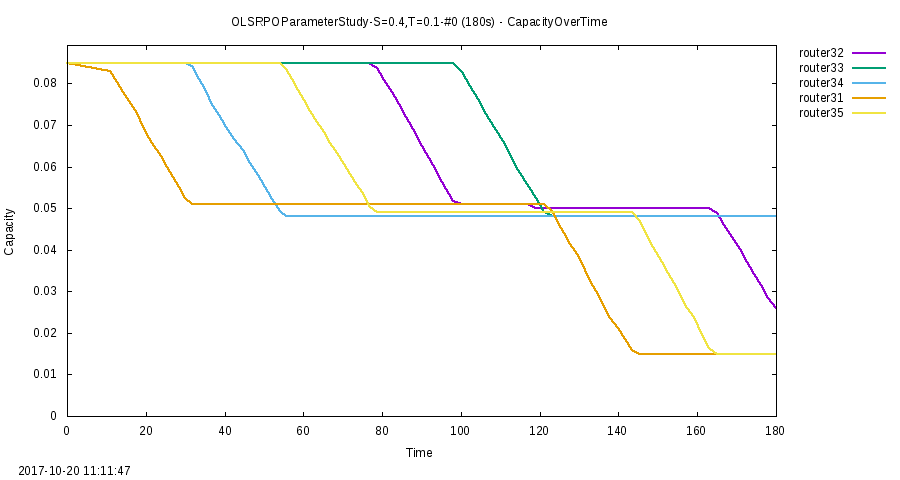 OLSRPOParameterStudy-S=0.4,T=0.1-#0 (180s) - CapacityOverTime
router32
router33
router34
router31
router35
0.08
0.07
0.06
0.05
0.04
0.03
0.02
0.01
0
Capacity
0 20 40 60 80 100 120 140 160 180
Time
2017-10-20 11:11:47